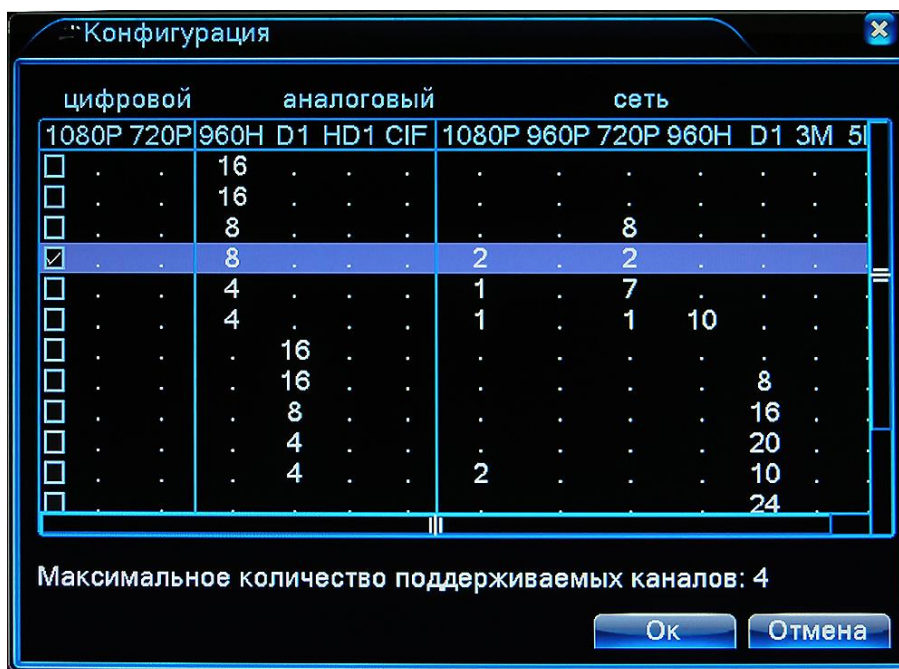 Конфигурация
цифровой аналоговый сеть
1080P 720P 960H D1 HD1 CIF 1080P 960P 720P 960H D1 3M
. . 16 . . . . . . . . . .
. . 16 . . . . . . . . . .
. . 8 . . . . . 8 . . . .
. . 8 . . . 2 . 2 . . . .
. . 4 . . . 1 . 7 . . . .
. . 4 . . . 1 . 1 10 . . .
. . . 16 . . . . . . . . .
. . . 16 . . . . . . 8 . .
. . . 8 . . . . . . 16 . .
. . . 4 . . . . . . 20 . .
. . . 4 . . 2 . . . 10 . .
. . . . . . . . . . 24 . .
Максимальное количество поддерживаемых каналов: 4
Ок Отмена